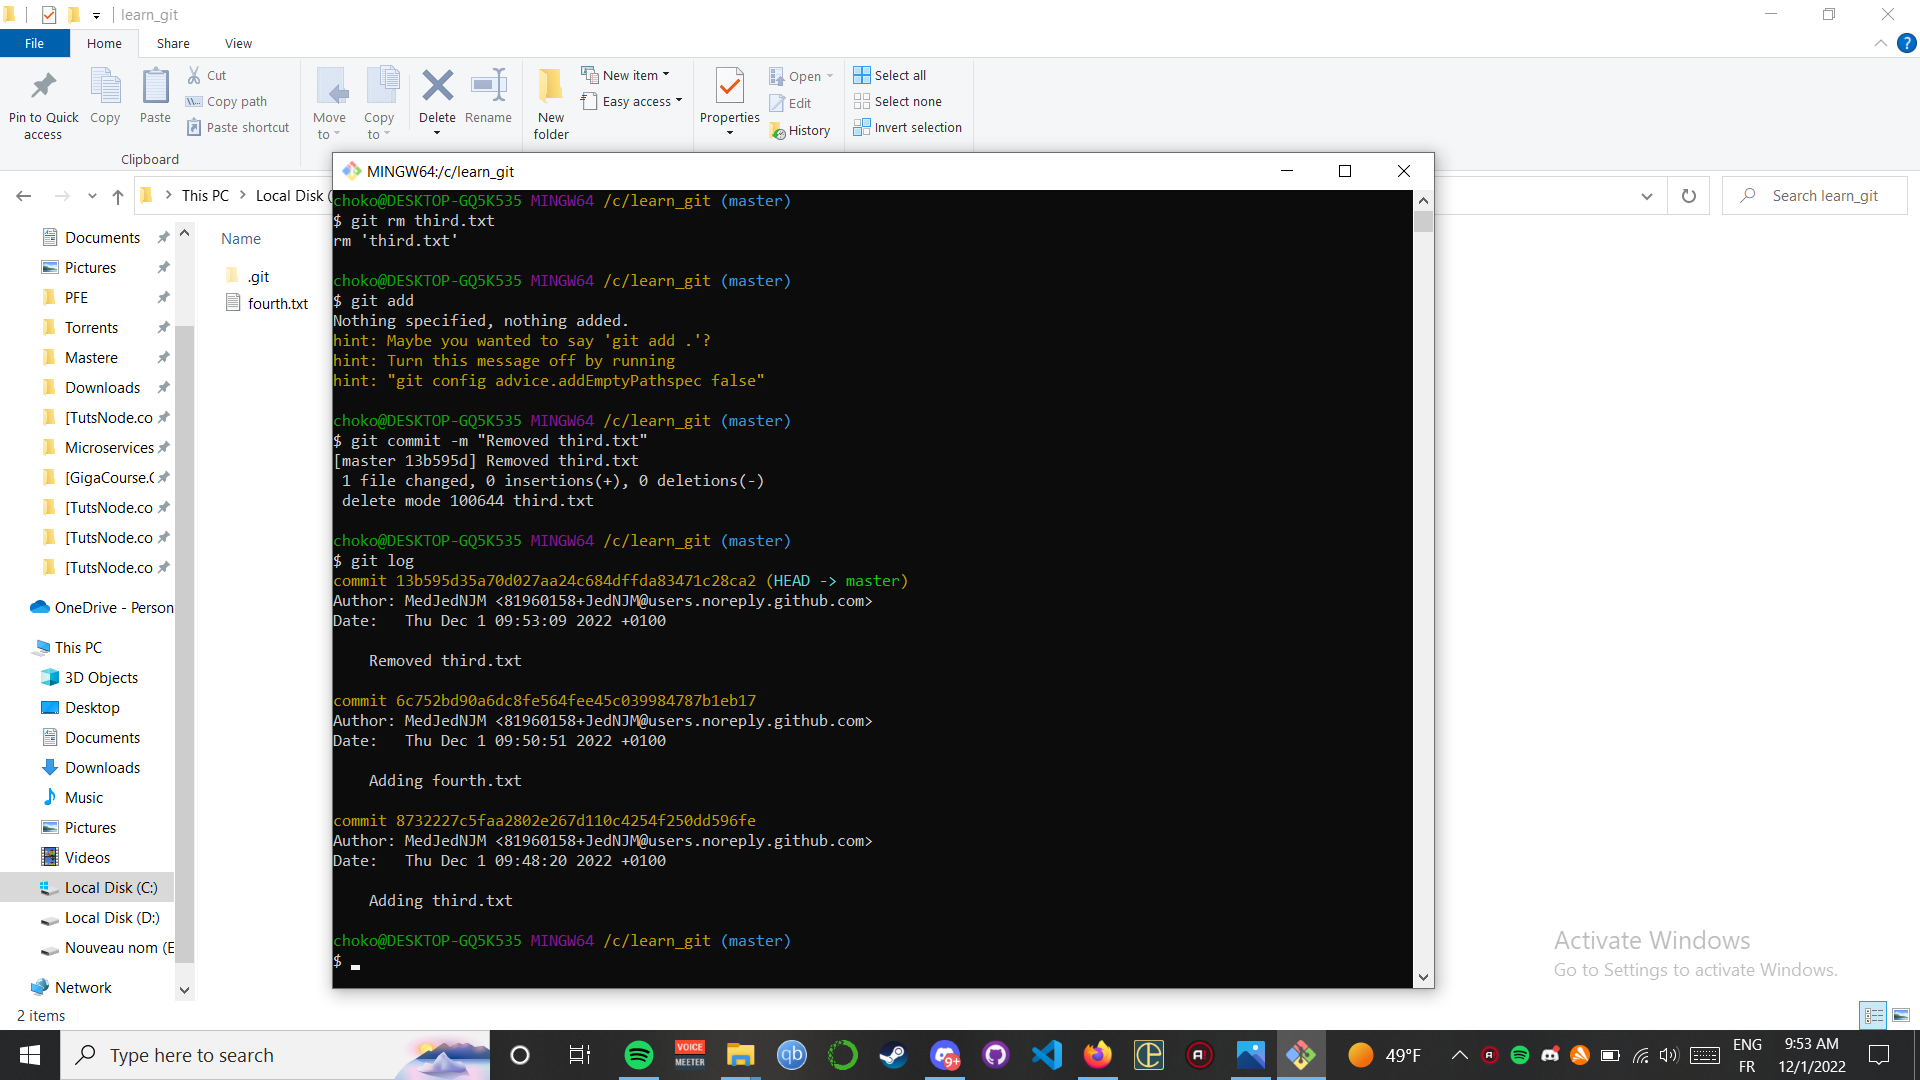 learn_git
File
Home
Share
View
Pin to Quick access
Copy
Paste
Cut
Copy path
Paste shortcut
Clipboard
Move to
Copy to
Delete
Rename
New folder
New item
Easy access
Properties
Open
Edit
History
Select all
Select none
Invert selection
MINGW64:/c/learn_git
This PC
Local Disk (
Search learn_git
Documents
Pictures
PFE
Torrents
Mastere
Downloads
[TutsNode.co
Microservices
[GigaCourse.C
[TutsNode.co
[TutsNode.co
[TutsNode.co
OneDrive - Person
This PC
3D Objects
Desktop
Documents
Downloads
Music
Pictures
Videos
Local Disk (C:)
Local Disk (D:)
Nouveau nom (E
Network
Name
.git
fourth.txt
choko@DESKTOP-GQ5K535 MINGW64 /c/learn_git (master)
$ git rm third.txt
rm 'third.txt'
choko@DESKTOP-GQ5K535 MINGW64 /c/learn_git (master)
$ git add
Nothing specified, nothing added.
hint: Maybe you wanted to say 'git add .'?
hint: Turn this message off by running
hint: "git config advice.addEmptyPathspec false"
choko@DESKTOP-GQ5K535 MINGW64 /c/learn_git (master)
$ git commit -m "Removed third.txt"
[master 13b595d] Removed third.txt
1 file changed, 0 insertions(+), 0 deletions(-)
delete mode 100644 third.txt
choko@DESKTOP-GQ5K535 MINGW64 /c/learn_git (master)
$ git log
commit 13b595d35a70d027aa24c684dffda83471c28ca2 (HEAD -> master)
Author: MedJedNJM <81960158+JedNJM@users.noreply.github.com>
Date:   Thu Dec 1 09:53:09 2022 +0100
Removed third.txt
commit 6c752bd90a6dc8fe564fee45c039984787b1eb17
Author: MedJedNJM <81960158+JedNJM@users.noreply.github.com>
Date:   Thu Dec 1 09:50:51 2022 +0100
Adding fourth.txt
commit 8732227c5faa2802e267d110c4254f250dd596fe
Author: MedJedNJM <81960158+JedNJM@users.noreply.github.com>
Date:   Thu Dec 1 09:48:20 2022 +0100
Adding third.txt
choko@DESKTOP-GQ5K535 MINGW64 /c/learn_git (master)
$
Activate Windows
Go to Settings to activate Windows.
2 items
Type here to search
VOICE
MEETER
qb
9+
49°F
ENG
FR
9:53 AM
12/1/2022